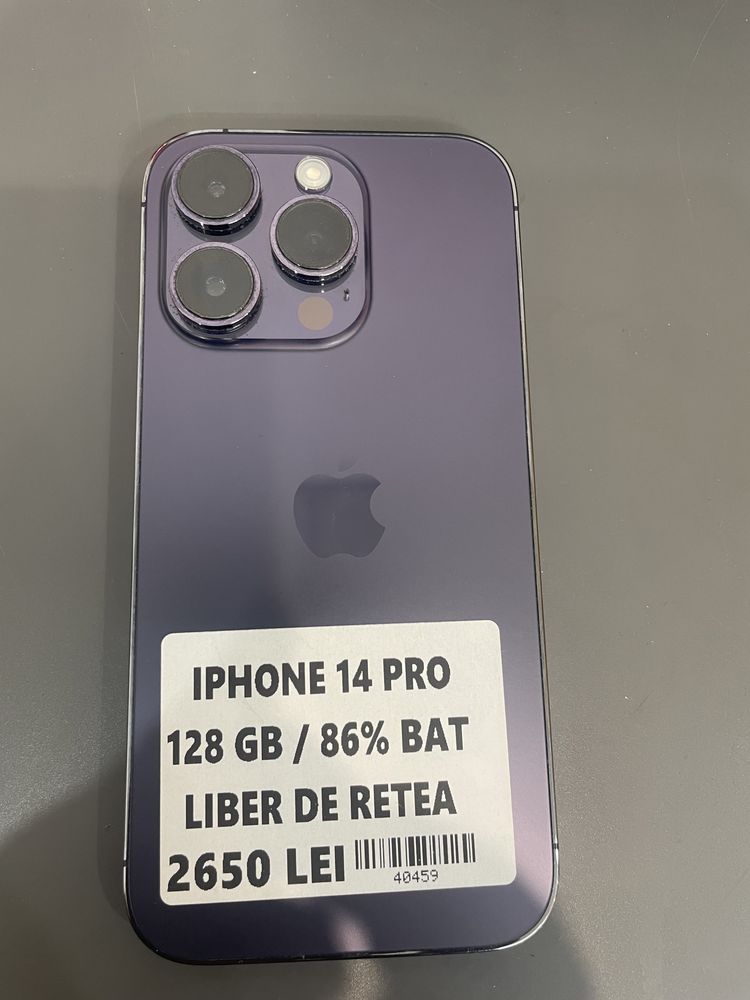 IPHONE 14 PRO
128 GB / 86% BAT
LIBER DE RETEA
2650 LEI
40459